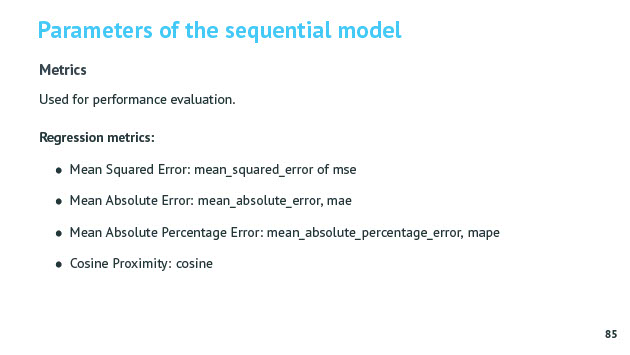 Parameters of the sequential model
Metrics
Used for performance evaluation.
Regression metrics:
● Mean Squared Error: mean_squared_error of mse
● Mean Absolute Error: mean_absolute_error, mae
● Mean Absolute Percentage Error: mean_absolute_percentage_error, mape
● Cosine Proximity: cosine
85